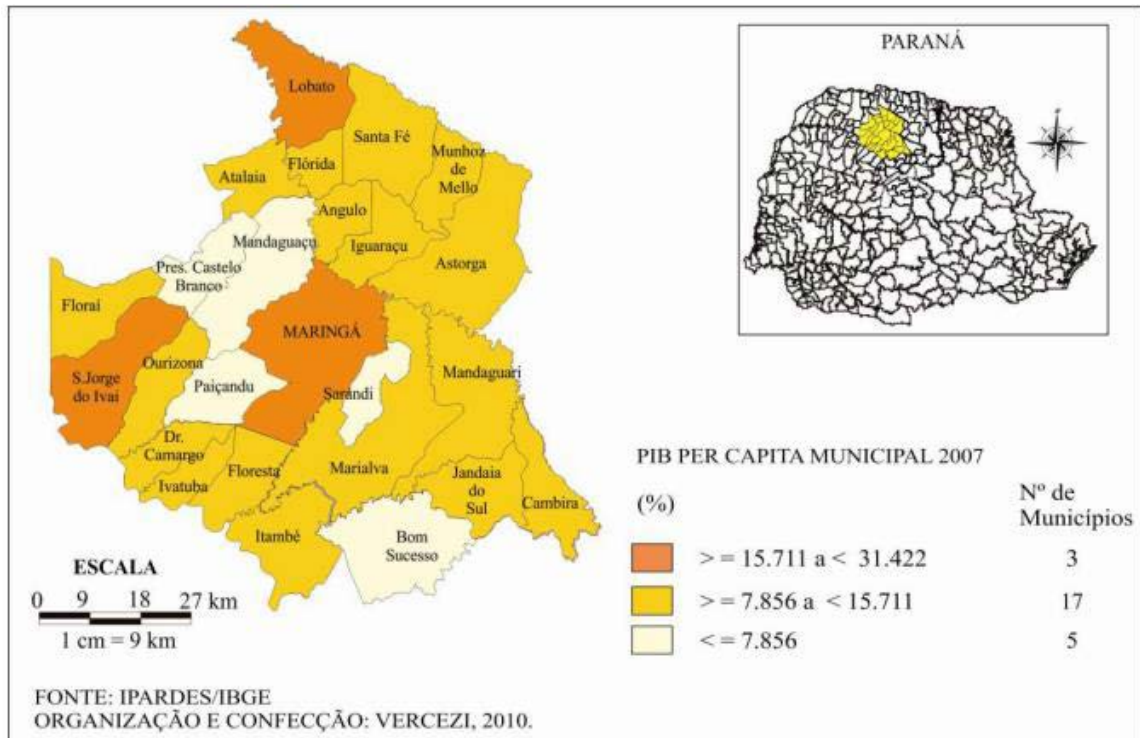 PARANÁ
Lobato
Santa Fé
Flórida
Munhoz
de
Mello
Atalaia
Angulo
Mandaguaçu
Iguaraçu
Astorga
Pres. Castelo
Branco
Floraí
MARINGÁ
Ourizona
Mandaguari
S.Jorge
do Ivaí
Paiçandu
Sarandi
Dr.
Camargo
Floresta
Marialva
Ivatuba
Jandaia
do
Sul
Cambira
Itambé
Bom
Sucesso
ESCALA
0 9 18 27 km
1 cm = 9 km
PIB PER CAPITA MUNICIPAL 2007
(%)
Nº de
Municípios
> = 15.711 a < 31.422 3
> = 7.856 a < 15.711 17
< = 7.856 5
FONTE: IPARDES/IBGE
ORGANIZAÇÃO E CONFECÇÃO: VERCEZI, 2010.